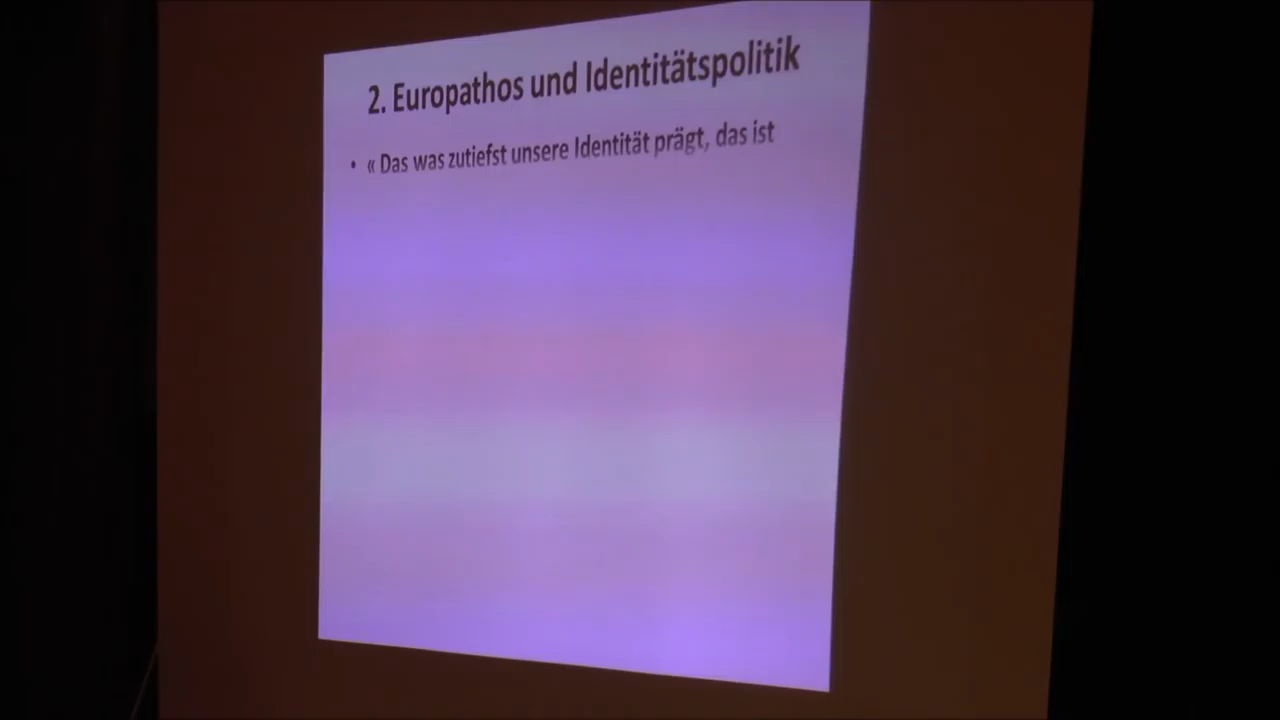 2. Europathos und Identitätspolitik
• « Das was zutiefst unsere Identität prägt, das ist